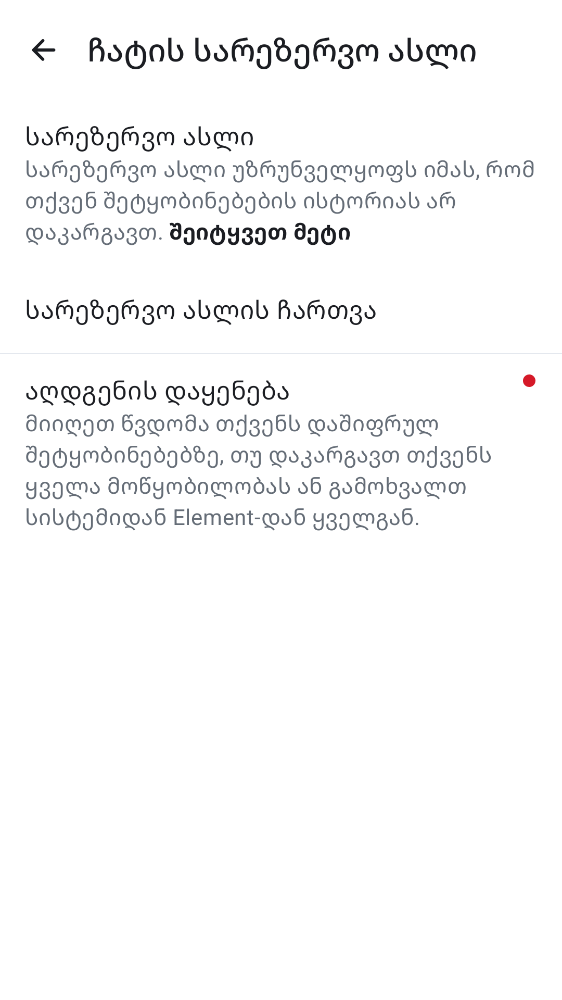 ჩატის სარეზერვო ასლი
სარეზერვო ასლი
სარეზერვო ასლი უზრუნველყოფს იმას, რომ
თქვენ შეტყობინებების ისტორიას არ
დაკარგავთ. შეიტყვეთ მეტი
სარეზერვო ასლის ჩართვა
აღდგენის დაყენება
მიიღეთ წვდომა თქვენს დაშიფრულ
შეტყობინებებზე, თუ დაკარგავთ თქვენს
ყველა მოწყობილობას ან გამოხვალთ
სისტემიდან Element-დან ყველგან.